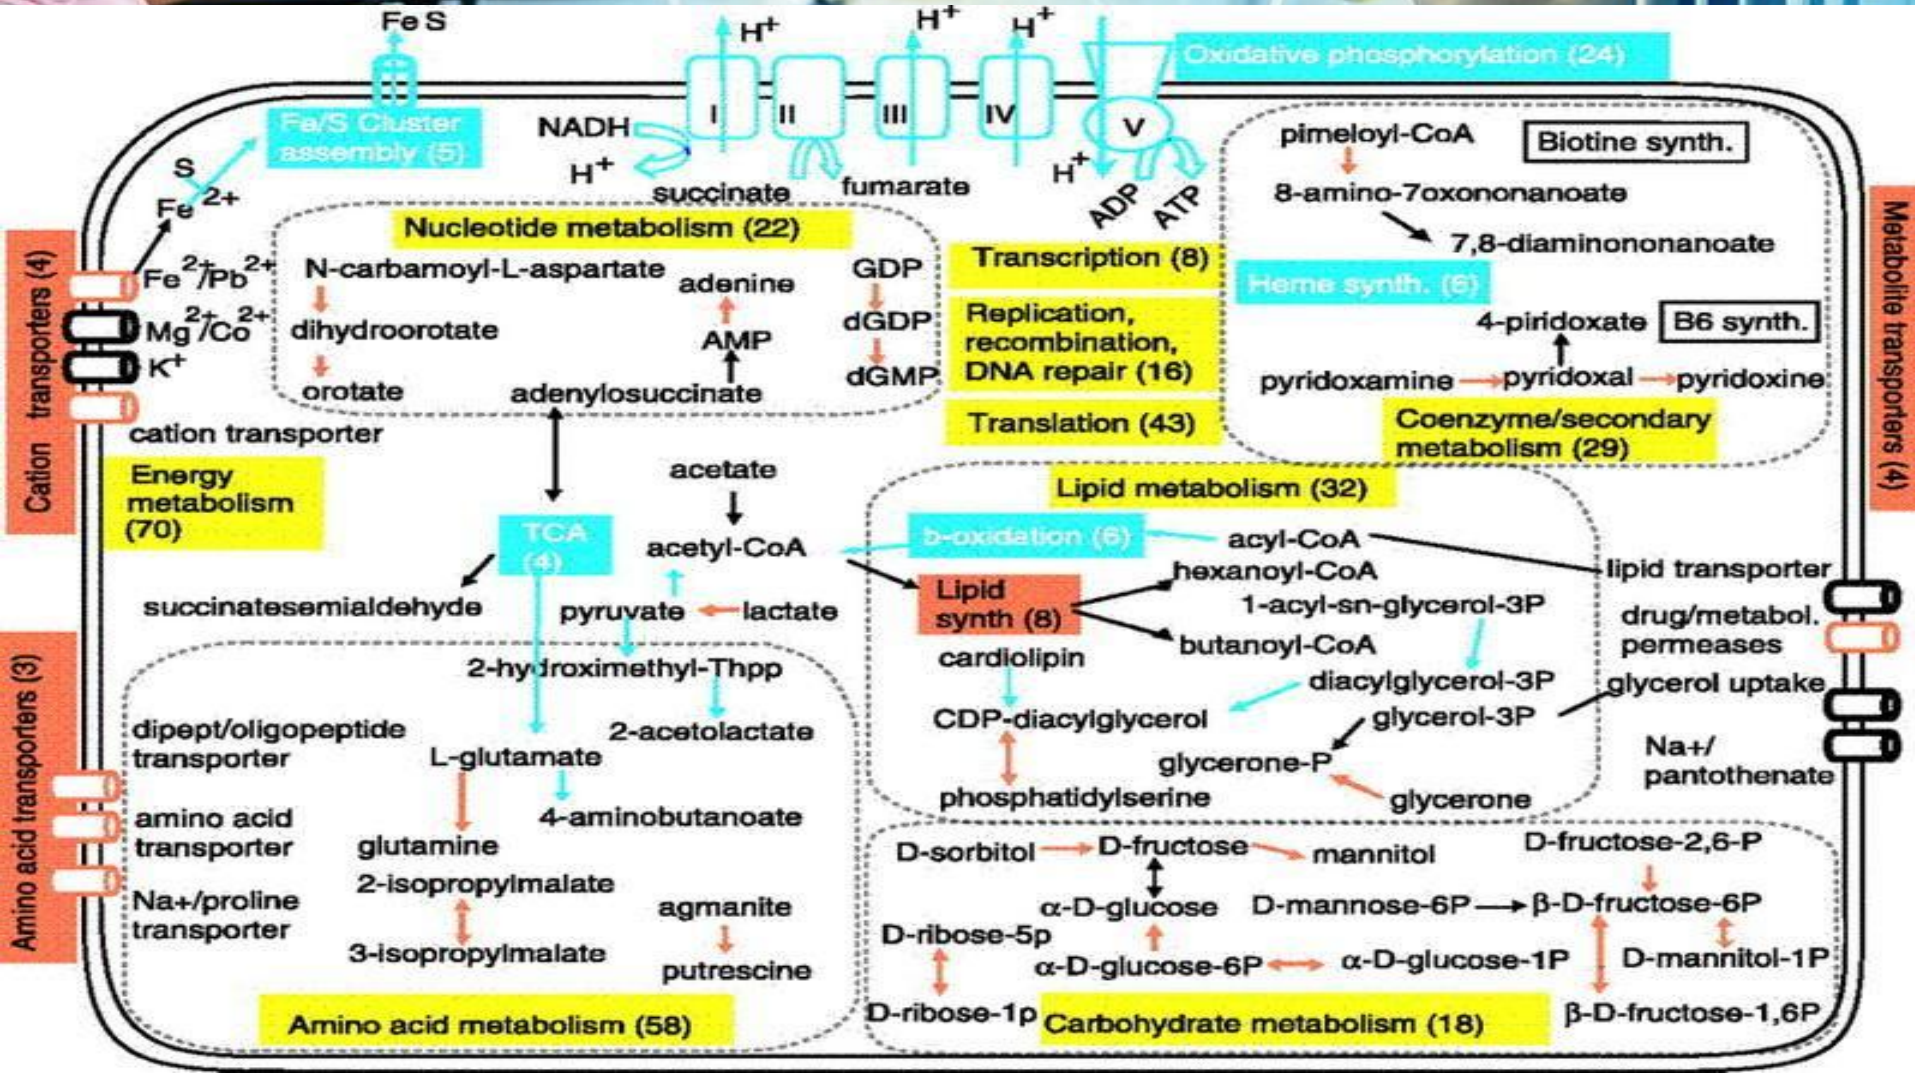 Fe S
H+
H+
H+
Oxidative phosphorylation (24)
Fe/S Cluster
assembly (5)
NADH
I
II
III
IV
V
H+
succinate
fumarate
H+
ADP
ATP
S
Fe 2+
pimeloyl-CoA
Biotine synth.
8-amino-7oxononanoate
7,8-diaminononanoate
Heme synth. (6)
4-piridoxate
B6 synth.
pyridoxamine
pyridoxal
pyridoxine
Coenzyme/secondary
metabolism (29)
Metabolite transporters (4)
Cation transporters (4)
Fe2+/Pb2+
Mg2+/Co2+
K+
cation transporter
Nucleotide metabolism (22)
N-carbamoyl-L-aspartate
dihydroorotate
orotate
adenine
AMP
adenylosuccinate
GDP
dGDP
dGMP
Transcription (8)
Replication,
recombination,
DNA repair (16)
Translation (43)
Energy
metabolism
(70)
acetate
TCA
(4)
acetyl-CoA
succinatesemialdehyde
pyruvate
lactate
Lipid metabolism (32)
b-oxidation (6)
acyl-CoA
hexanoyl-CoA
Lipid
synth (8)
1-acyl-sn-glycerol-3P
butanoyl-CoA
cardiolipin
diacylglycerol-3P
CDP-diacylglycerol
glycerol-3P
glycerone-P
phosphatidylserine
glycerone
lipid transporter
drug/metabol.
permeases
glycerol uptake
Na+/
pantothenate
Amino acid transporters (3)
2-hydroximethyl-Thpp
dipept/oligopeptide
transporter
2-acetolactate
L-glutamate
4-aminobutanoate
amino acid
transporter
glutamine
2-isopropylmalate
Na+/proline
transporter
3-isopropylmalate
agmanite
putrescine
Amino acid metabolism (58)
D-sorbitol
D-fructose
mannitol
D-fructose-2,6-P
α-D-glucose
D-mannose-6P
β-D-fructose-6P
D-ribose-5p
α-D-glucose-6P
α-D-glucose-1P
D-mannitol-1P
D-ribose-1p
Carbohydrate metabolism (18)
β-D-fructose-1,6P